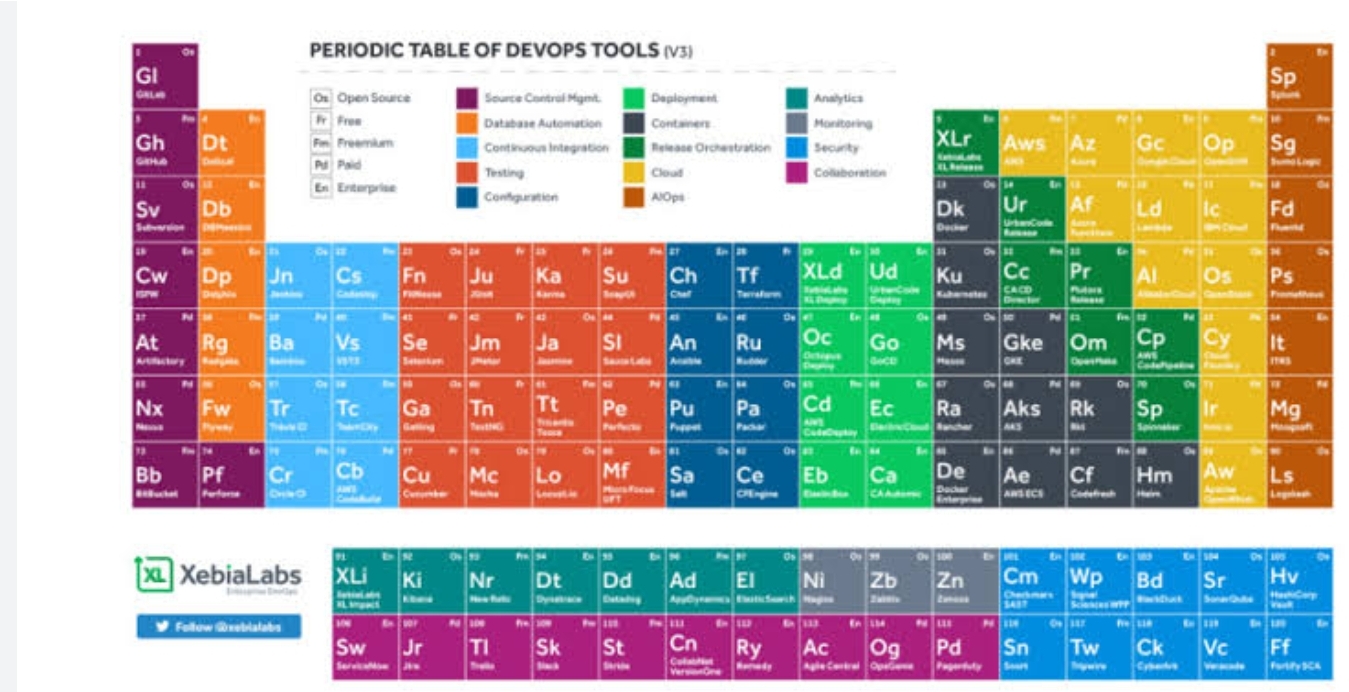 PERIODIC TABLE OF DEVOPS TOOLS (V3)
Os Open Source
Fr Free
Fm Freemium
Pd Paid
En Enterprise
Source Control Mgmt.
Database Automation
Continuous Integration
Testing
Configuration
Deployment
Containers
Release Orchestration
Cloud
AIOps
Analytics
Monitoring
Security
Collaboration
Gl
GitLab
Sp
Splunk
Gh
GitHub
Dt
Datical
XLr
XebiaLabs
XL Release
Aws
AWS
Az
Azure
Gc
Google Cloud
Op
OpenShift
Sg
Sumo Logic
Sv
Subversion
Db
DBMaestro
Dk
Docker
Ur
UrbanCode
Release
Af
Azure
Functions
Ld
Lambda
Ic
IBM Cloud
Fd
Fluentd
Cw
ISPW
Dp
Delphix
Jn
Jenkins
Cs
Codeship
Fn
FitNesse
Ju
JUnit
Ka
Karma
Su
SoapUI
Ch
Chef
Tf
Terraform
XLd
XebiaLabs
XL Deploy
Ud
UrbanCode
Deploy
Ku
Kubernetes
Cc
CA CD
Director
Pr
Plutora
Release
Al
Alibaba Cloud
Os
OpenStack
Ps
Prometheus
At
Artifactory
Rg
Redgate
Ba
Bamboo
Vs
VSTS
Se
Selenium
Jm
JMeter
Ja
Jasmine
Sl
Sauce Labs
An
Ansible
Ru
Rudder
Oc
Octopus
Deploy
Go
GoCD
Ms
Mesos
Gke
GKE
Om
OpenMake
Cp
AWS
CodePipeline
Cy
Cloud
Foundry
It
ITRS
Nx
Nexus
Fw
Flyway
Tr
Travis CI
Tc
TeamCity
Ga
Gatling
Tn
TestNG
Tt
Tricentis
Tosca
Pe
Perfecto
Pu
Puppet
Pa
Packer
Cd
AWS
CodeDeploy
Ec
ElectricCloud
Ra
Rancher
Aks
AKS
Rk
Rkt
Sp
Spinnaker
Ir
Iron.io
Mg
Moogsoft
Bb
BitBucket
Pf
Perforce
Cr
Circle CI
Cb
AWS
CodeBuild
Cu
Cucumber
Mc
Mocha
Lo
Locust.io
Mf
Micro Focus
UFT
Sa
Salt
Ce
CFEngine
Eb
ElasticBox
Ca
CA Automic
De
Docker
Enterprise
Ae
AWS ECS
Cf
Codefresh
Hm
Helm
Aw
Apache
OpenWhisk
Ls
Logstash
XL XebiaLabs
Enterprise DevOps
Follow @xebialabs
XLi
XebiaLabs
XL Impact
Ki
Kibana
Nr
New Relic
Dt
Dynatrace
Dd
Datadog
Ad
AppDynamics
El
ElasticSearch
Ni
Nagios
Zb
Zabbix
Zn
Zenoss
Cm
Checkmarx
SAST
Wp
Signal
Sciences WPP
Bd
BlackDuck
Sr
SonarQube
Hv
HashiCorp
Vault
Sw
ServiceNow
Jr
Jira
Tl
Trello
Sk
Slack
St
Stride
Cn
CollabNet
VersionOne
Ry
Remedy
Ac
Agile Central
Og
OpsGenie
Pd
Pagerduty
Sn
Snort
Tw
Tripwire
Ck
CyberArk
Vc
Veracode
Ff
Fortify SCA